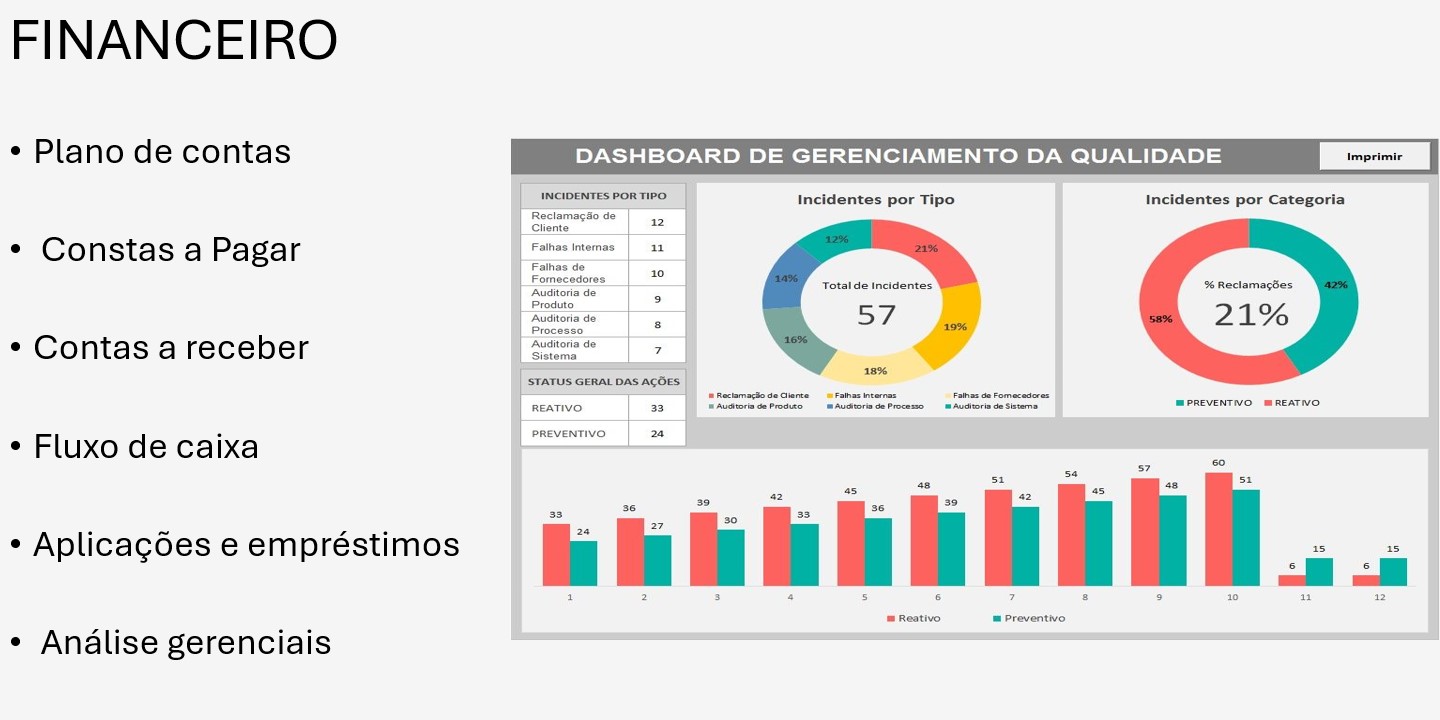 FINANCEIRO
• Plano de contas
• Constas a Pagar
• Contas a receber
• Fluxo de caixa
• Aplicações e empréstimos
• Análise gerenciais
DASHBOARD DE GERENCIAMENTO DA QUALIDADE
Imprimir
INCIDENTES POR TIPO
Reclamação de
Cliente
12
Falhas Internas
11
Falhas de
Fornecedores
10
Auditoria de
Produto
9
Auditoria de
Processo
8
Auditoria de
Sistema
7
STATUS GERAL DAS AÇÕES
REATIVO
33
PREVENTIVO
24
Incidentes por Tipo
12%
21%
14%
19%
16%
18%
Total de Incidentes
57
Reclamação de Cliente
Falhas Internas
Falhas de Fornecedores
Auditoria de Produto
Auditoria de Processo
Auditoria de Sistema
Incidentes por Categoria
42%
58%
% Reclamações
21%
PREVENTIVO
REATIVO
33 24 36 27 39 30 42 33 45 36 48 39 51 42 54 45 57 48 60 51 6 15 6 15
1 2 3 4 5 6 7 8 9 10 11 12
Reativo
Preventivo